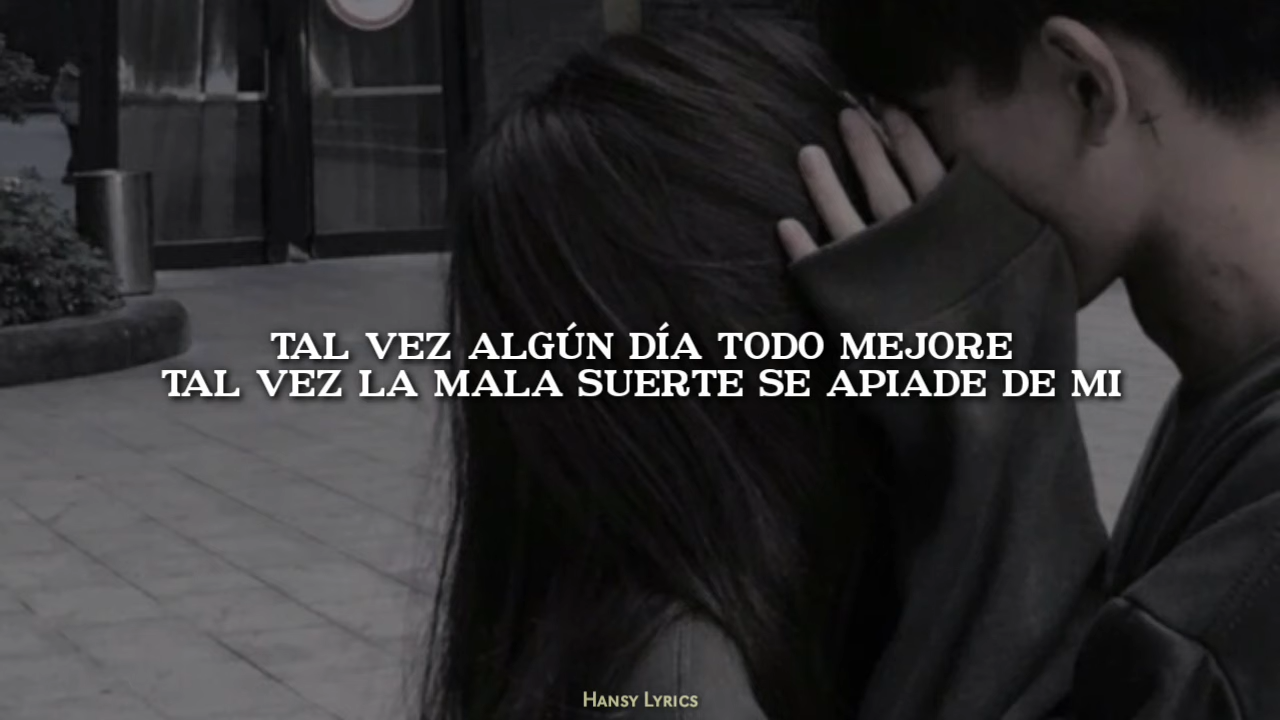 TAL VEZ ALGÚN DÍA TODO MEJORE
TAL VEZ LA MALA SUERTE SE APIADE DE MI
Hansy Lyrics